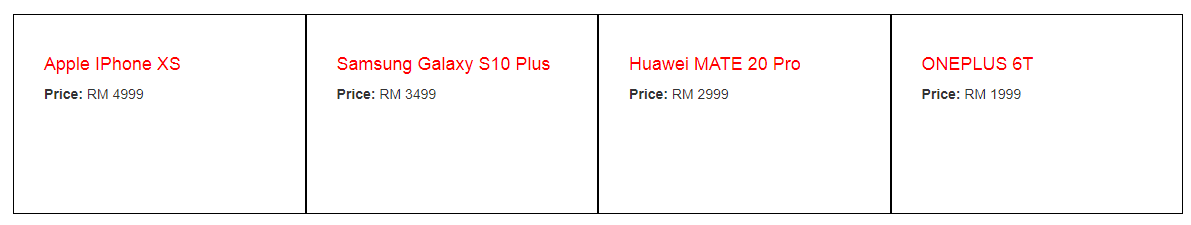 Apple IPhone XS
Price: RM 4999
Samsung Galaxy S10 Plus
Price: RM 3499
Huawei MATE 20 Pro
Price: RM 2999
ONEPLUS 6T
Price: RM 1999